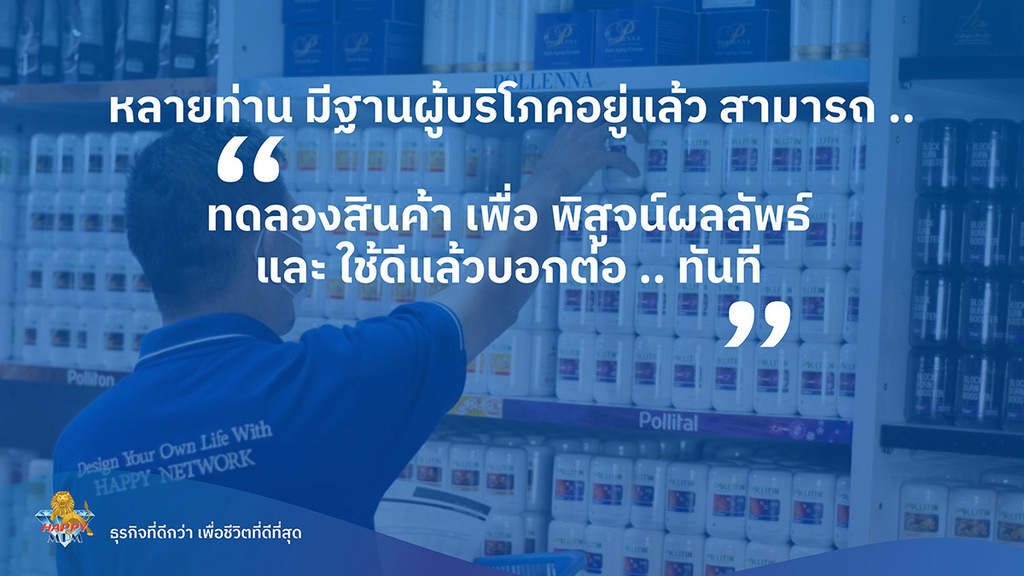 POLLENNA
หลายท่าน มีฐานผู้บริโภคอยู่แล้ว สามารถ ..
“
ทดลองสินค้า เพื่อ พิสูจน์ผลลัพธ์
และ ใช้ดีแล้วบอกต่อ .. ทันที
”
Polliton
Pollital
BLOCK
BURN
BOOSTER
POLLITIN
Design Your Own Life With
HAPPY NETWORK
HAPPY
MPM
ธุรกิจที่ดีกว่า เพื่อชีวิตที่ดีที่สุด